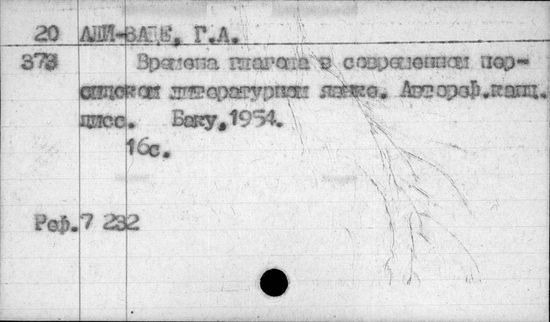 20 АЛИ-ЗАДЕ, Г.А.
373 Времена глагола в современном пер-
сидском литературном языке. Автореф.канд.
дисс. Баку,1954.
16с.
Реф.7 232